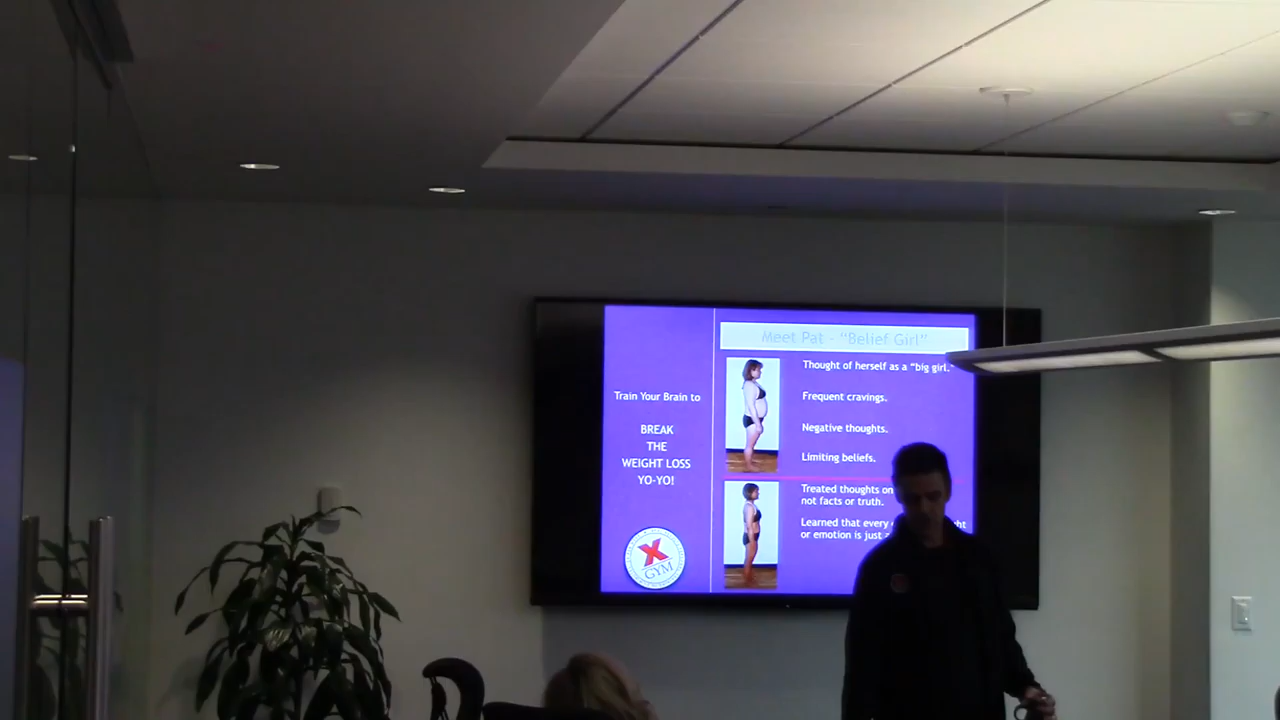 Meet Pat - "Belief Girl"
Train Your Brain to
BREAK
THE
WEIGHT LOSS
YO-YO!
X
GYM
Thought of herself as a "big girl."
Frequent cravings.
Negative thoughts.
Limiting beliefs.
Treated thoughts
not facts or truth.
Learned that every
or emotion is just